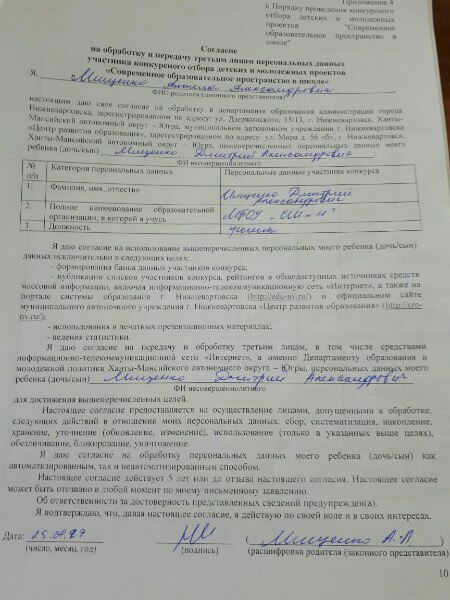 Приложение 4
к Порядку проведения конкурсного
отбора детских и молодежных
проектов "Современное
образовательное пространство в
школе"
Согласие
на обработку и передачу третьим лицам персональных данных
участника конкурсного отбора детских и молодежных проектов
«Современное образовательное пространство в школе»
Я, Мищенко Александрович
ФИО родителя (законного представителя)
настоящим даю свое согласие на обработку в департаменте образования администрации города
Нижневартовска, зарегистрированном по адресу: ул. Дзержинского, 15/13, г. Нижневартовск, Ханты-
Мансийский автономный округ – Югра, муниципальном автономном учреждении г. Нижневартовска
«Центр развития образования», зарегистрированном по адресу: ул. Мира д. 56 «б», г. Нижневартовск
Ханты-Мансийский автономный округ – Югра, нижеперечисленных персональных данных моего
ребенка (дочь/сын) Мищенко Дмитрий Александрович
ФИ несовершеннолетнего
№ п/п Категория персональных данных Персональные данные участника конкурса
1. Фамилия, имя, отчество Мищенко Дмитрий Александрович
2. Полное наименование образовательной организации, в которой я учусь "СШ
3. Должность ученик
Я даю согласие на использование вышеперечисленных персональных моего ребенка (дочь/сын)
данных исключительно в следующих целях:
- формирования банка данных участников конкурса;
- публикации списков участников конкурса, рейтингов в общедоступных источниках средств
массовой информации, включая информационно-телекоммуникационную сеть «Интернет», а также на
портале системы образования г. Нижневартовска (http://edu-nv.ru/) и официальном сайте
муниципального автономного учреждения г. Нижневартовска «Центр развития образования» (http://cro-
nv.ru/);
- использования в печатных презентационных материалах;
- ведения статистики.
Я даю согласие на обработку и передачу третьим лицам, в том числе средствами
информационно-телекоммуникационной сети «Интернет», а именно Департаменту образования и
молодежной политики Ханты-Мансийского автономного округа – Югры, персональных данных моего
ребенка (дочь/сын) Мищенко Дмитрий Александрович
ФИ несовершеннолетнего
для достижения вышеперечисленных целей.
Настоящее согласие предоставляется на осуществление лицами, допущенными к обработке,
следующих действий в отношении моих персональных данных: сбор, систематизация, накопление,
хранение, уточнение (обновление, изменение), использование (только в указанных выше целях),
обезличивание, блокирование, уничтожение.
Я даю согласие на обработку персональных данных моего ребенка (дочь/сын) как
автоматизированным, так и неавтоматизированным способом.
Настоящее согласие действует 5 лет или до отзыва настоящего согласия. Настоящее согласие
может быть отозвано в любой момент по моему письменному заявлению.
Об ответственности за достоверность представленных сведений предупрежден(а).
Я подтверждаю, что, давая настоящее согласие, я действую по своей воле и в своих интересах.
Дата: (Мищенко А.А.
(число, месяц, год) (подпись) (расшифровка родителя (законного представителя)
10